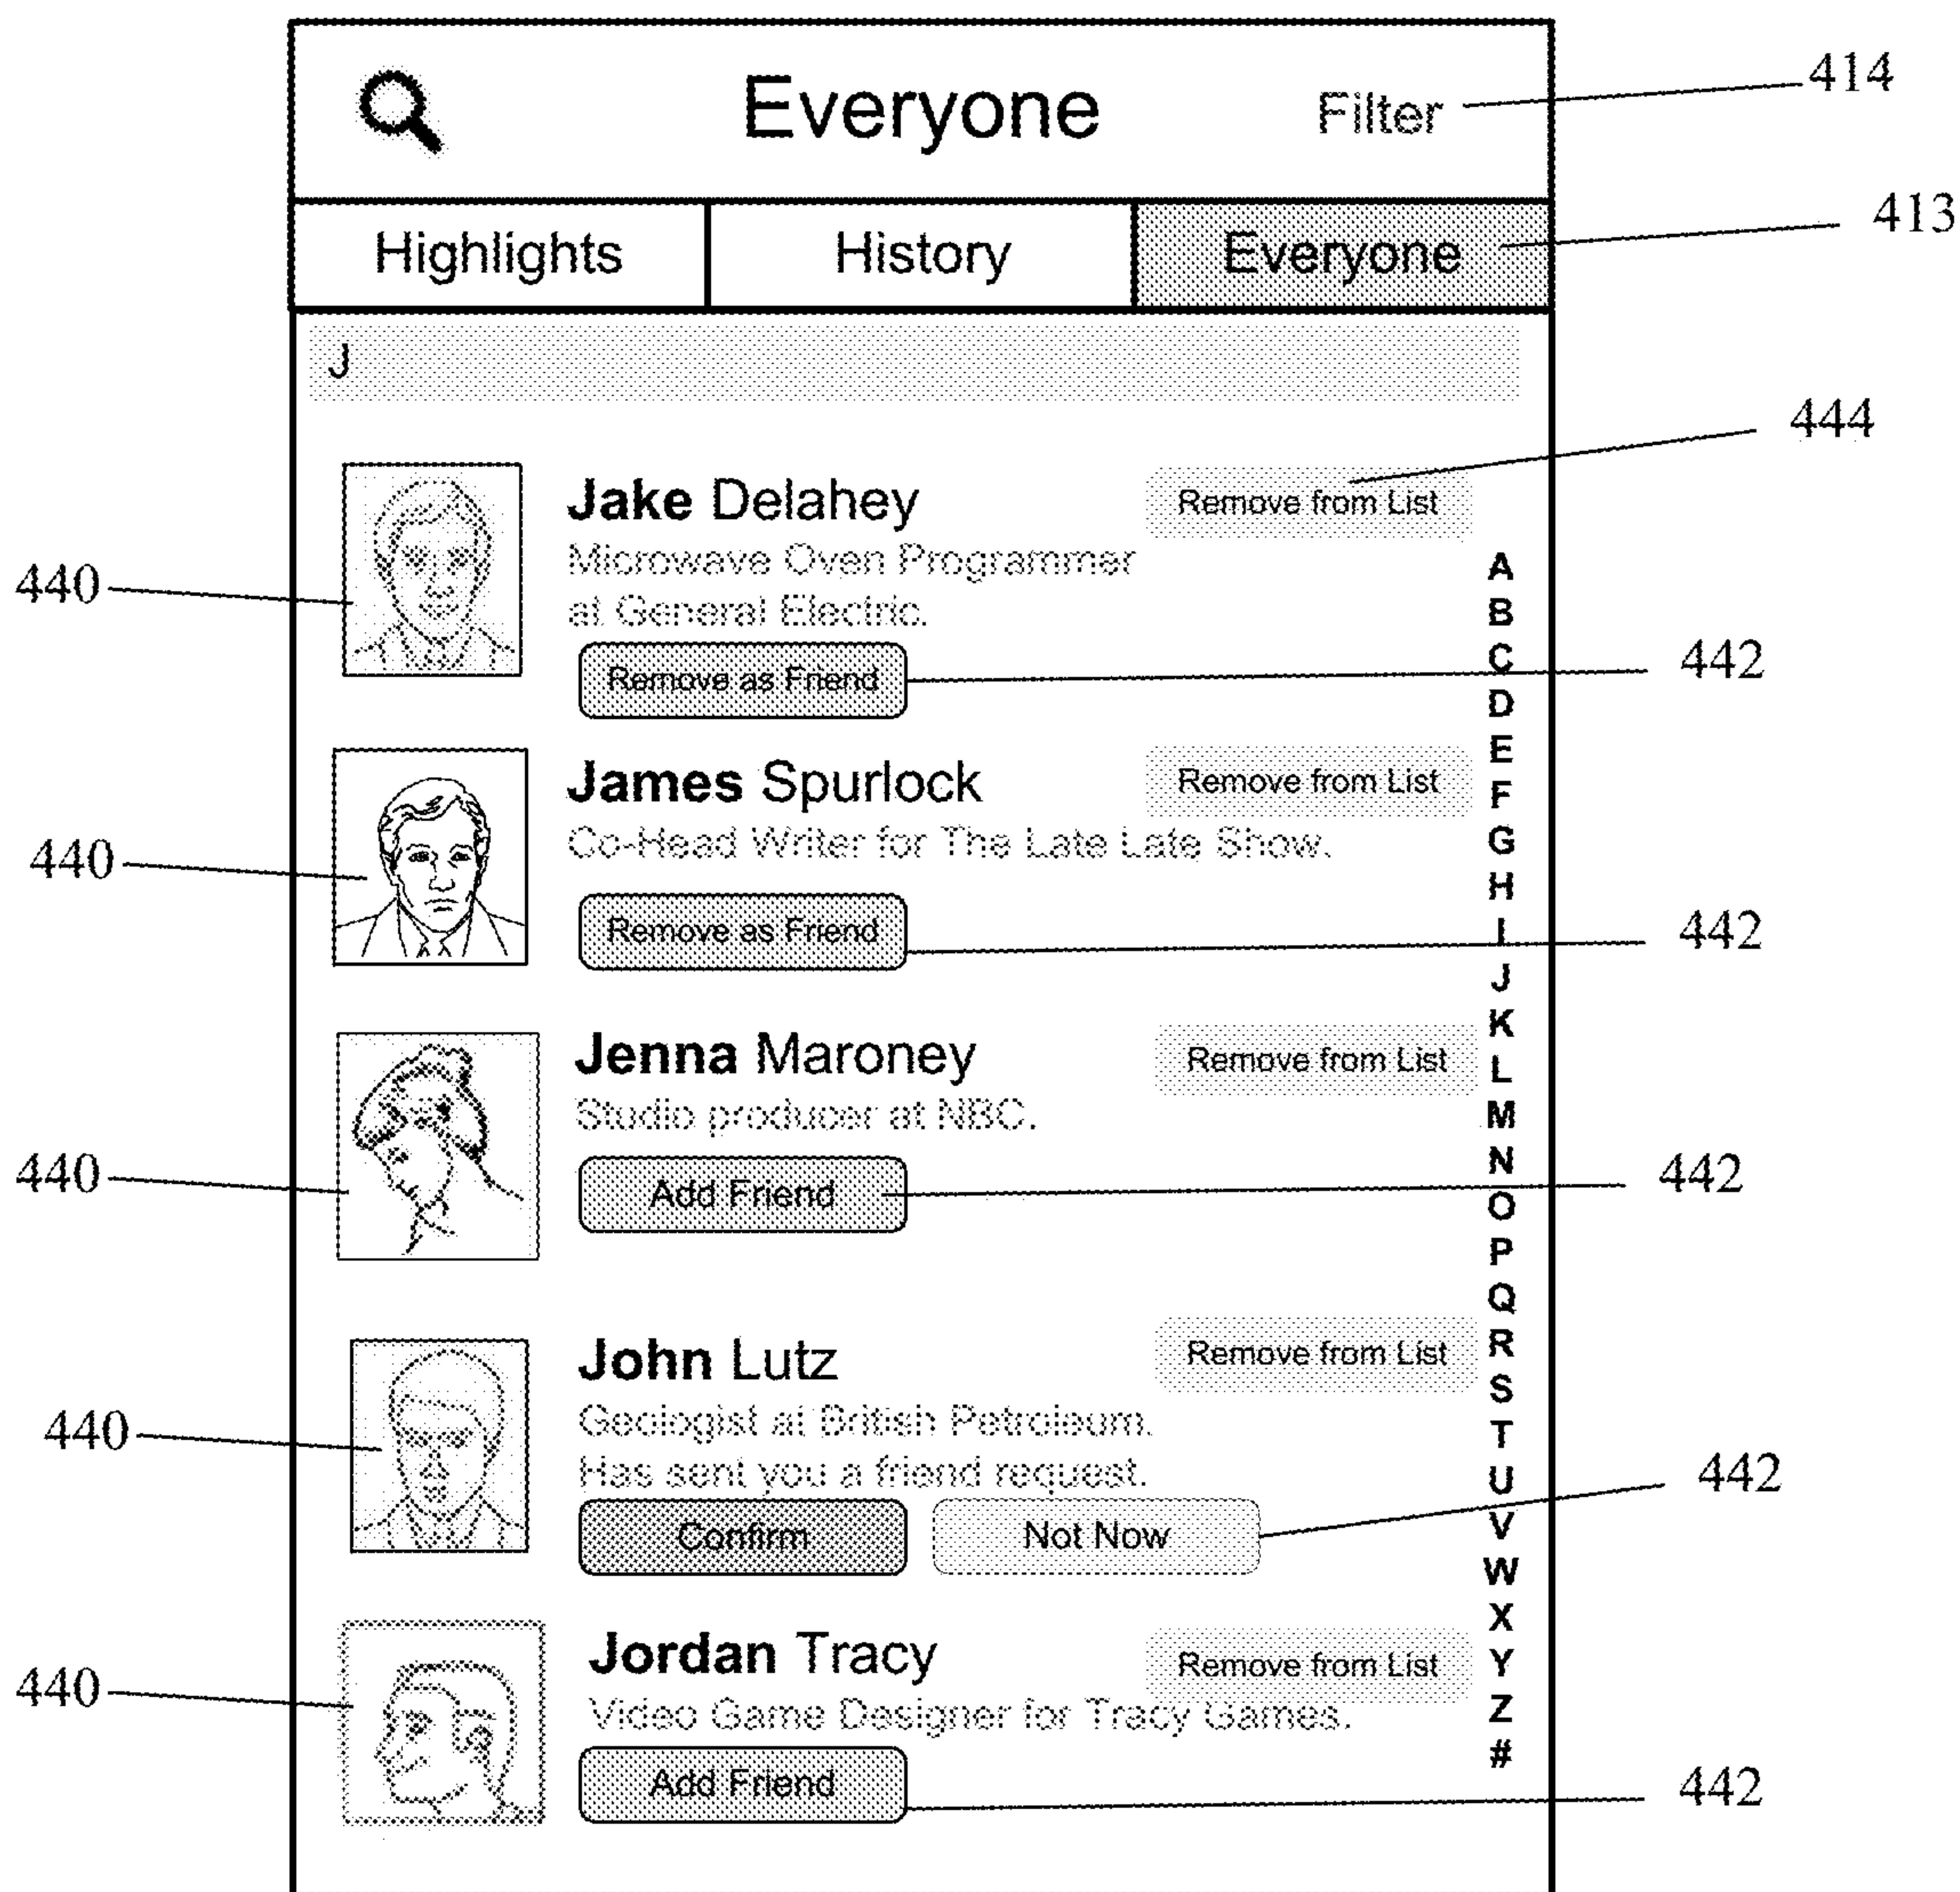 Everyone Filter 414
Highlights History Everyone 413
J
444
Jake Delahey Remove from List
Microwave Oven Programmer
at General Electric.
440
Remove as Friend 442
James Spurlock Remove from List
Co-Head Writer for The Late Late Show.
440
Remove as Friend 442
Jenna Maroney Remove from List
Studio producer at NBC.
440
Add Friend 442
John Lutz Remove from List
Geologist at British Petroleum.
440
Has sent you a friend request.
Confirm Not Now 442
Jordan Tracy Remove from List
440
Video Game Designer for Tracy Games.
Add Friend 442
A
B
C
D
E
F
G
H
I
J
K
L
M
N
O
P
Q
R
S
T
U
V
W
X
Y
Z
#